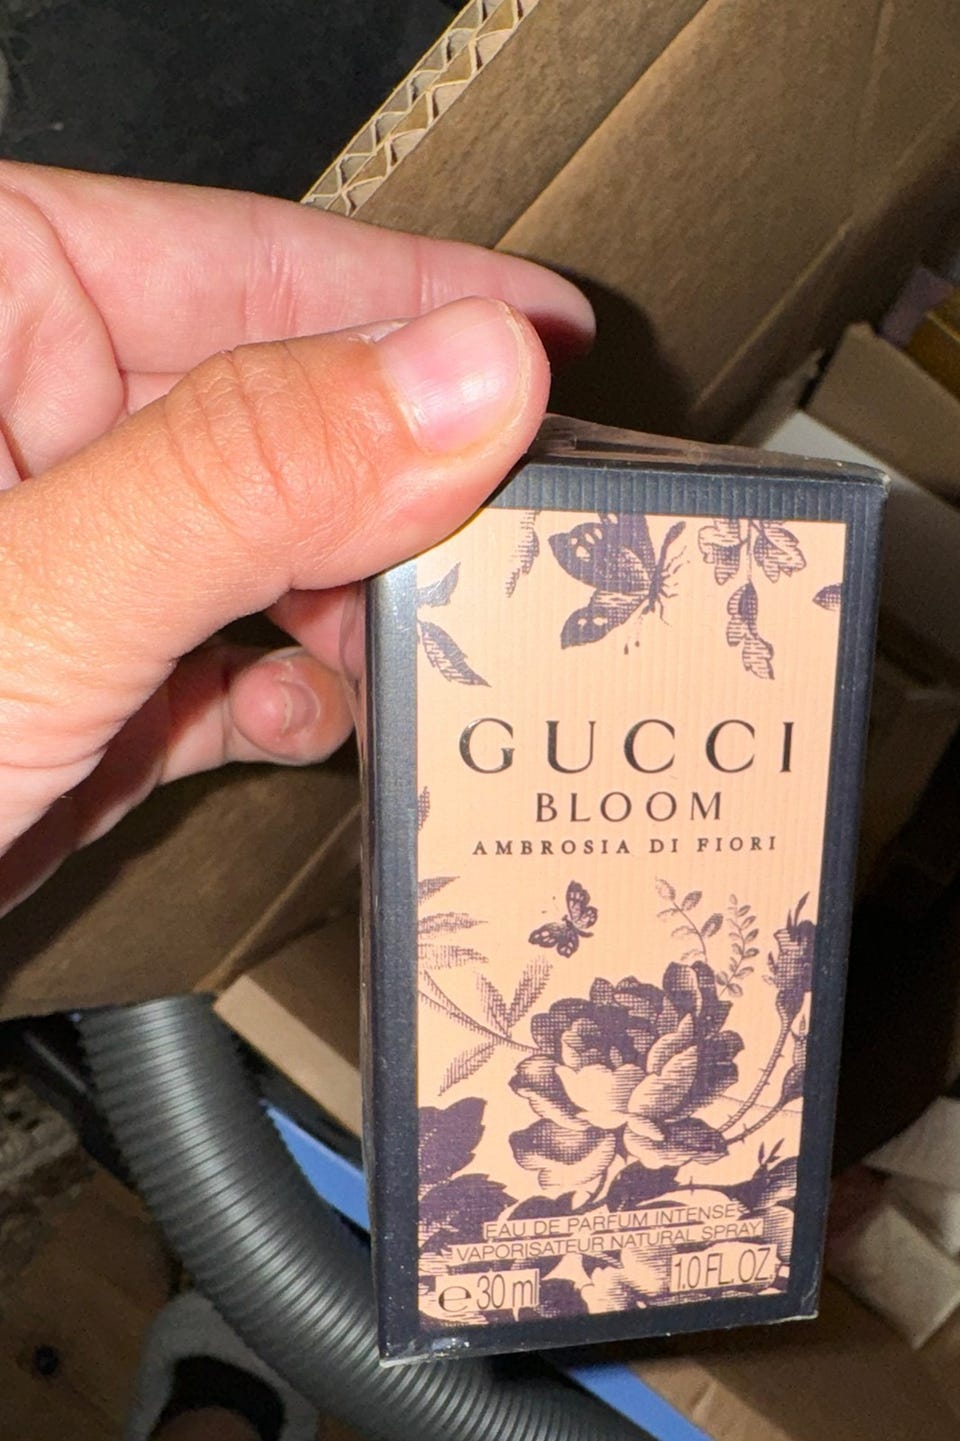 GUCCI
BLOOM
AMBROSIA DI FIORI
EAU DE PARFUM INTENSE
VAPORISATEUR NATURAL SPRAY
℮ 30 ml 1.0 FL. OZ.